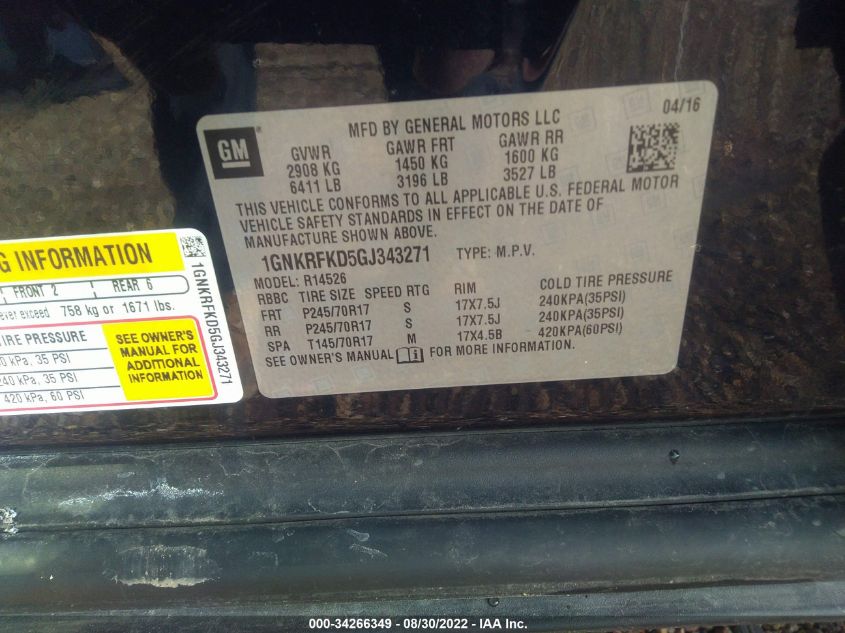 G INFORMATION
FRONT 2 REAR 6
ever exceed 758 kg or 1671 lbs.
E PRESSURE
kPa, 35 PSI
240 kPa, 35 PSI
420 kPa, 60 PSI
SEE OWNER'S
MANUAL FOR
ADDITIONAL
INFORMATION
1GNKRFKD5GJ343271
GM
MFD BY GENERAL MOTORS LLC
04/16
GVWR GAWR FRT GAWR RR
2908 KG 1450 KG 1600 KG
6411 LB 3196 LB 3527 LB
THIS VEHICLE CONFORMS TO ALL APPLICABLE U.S. FEDERAL MOTOR
VEHICLE SAFETY STANDARDS IN EFFECT ON THE DATE OF
MANUFACTURE SHOWN ABOVE.
1GNKRFKD5GJ343271 TYPE: M.P.V.
MODEL: R14526
RBBC TIRE SIZE SPEED RTG RIM COLD TIRE PRESSURE
FRT P245/70R17 S 17X7.5J 240KPA(35PSI)
RR P245/70R17 S 17X7.5J 240KPA(35PSI)
SPA T145/70R17 M 17X4.5B 420KPA(60PSI)
SEE OWNER'S MANUAL FOR MORE INFORMATION.
000-34266349 - 08/30/2022 - IAA Inc.